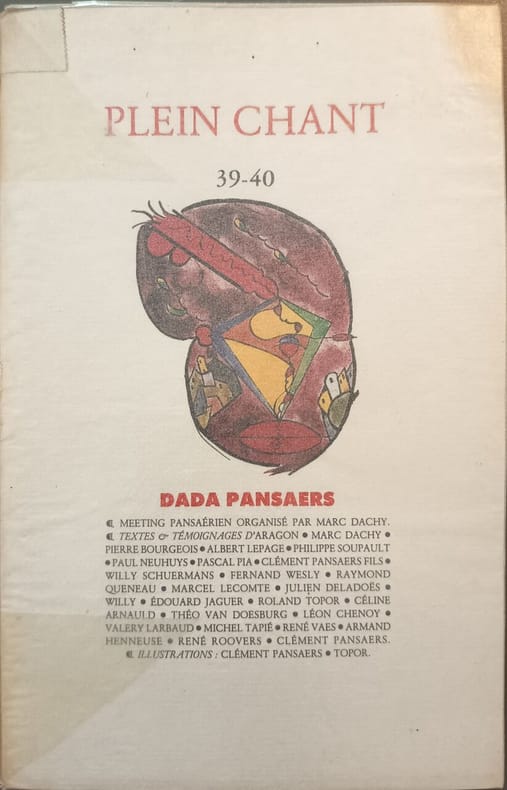 PLEIN CHANT
39-40
DADA PANSAERS
⁌ MEETING PANSAÉRIEN ORGANISÉ PAR MARC DACHY.
⁌ TEXTES & TÉMOIGNAGES D'ARAGON • MARC DACHY •
PIERRE BOURGEOIS • ALBERT LEPAGE • PHILIPPE SOUPAULT
• PAUL NEUHUYS • PASCAL PIA • CLÉMENT PANSAERS FILS •
WILLY SCHUERMANS • FERNAND WESLY • RAYMOND
QUENEAU • MARCEL LECOMTE • JULIEN DELADOËS •
WILLY • ÉDOUARD JAGUER • ROLAND TOPOR • CÉLINE
ARNAULD • THÉO VAN DOESBURG • LÉON CHENOY •
VALERY LARBAUD • MICHEL TAPIÉ • RENÉ VAES • ARMAND
HENNEUSE • RENÉ ROOVERS • CLÉMENT PANSAERS.
⁌ ILLUSTRATIONS : CLÉMENT PANSAERS • TOPOR.